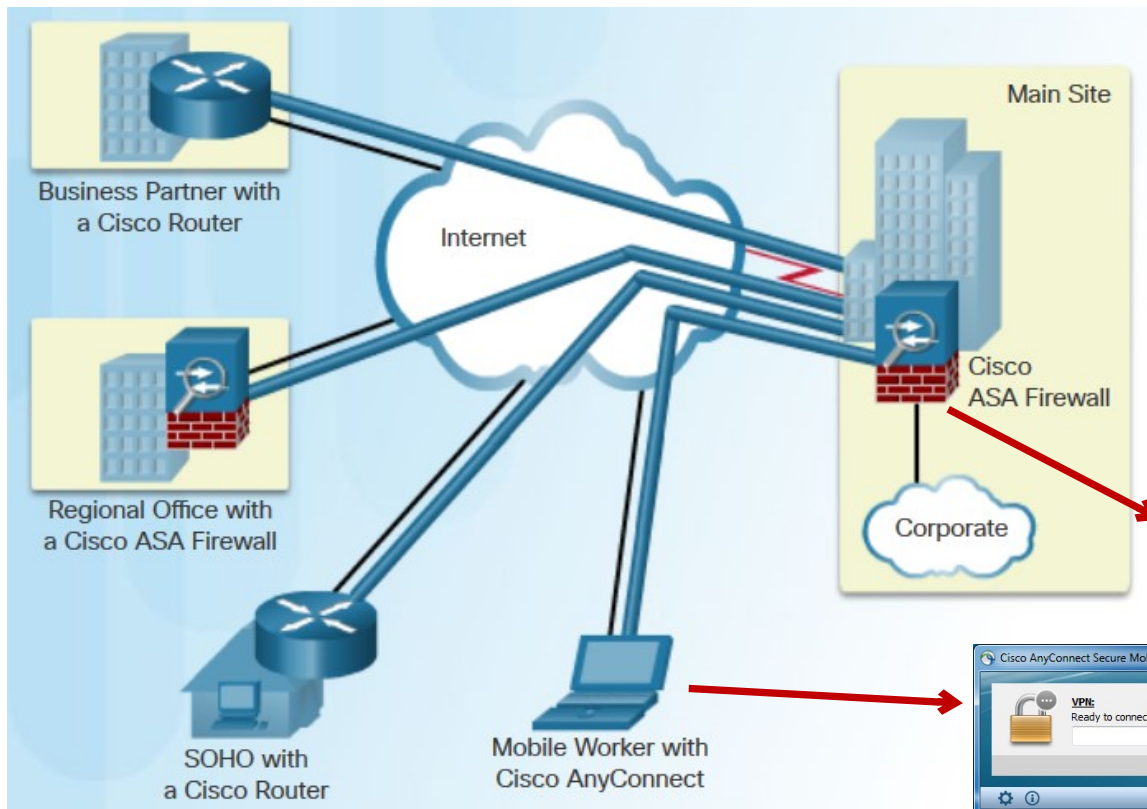 Main Site
Business Partner with
a Cisco Router
Internet
Cisco
ASA Firewall
Regional Office with
a Cisco ASA Firewall
Corporate
SOHO with
a Cisco Router
Mobile Worker with
Cisco AnyConnect
Cisco AnyConnect Secure
VPN:
Ready to connec